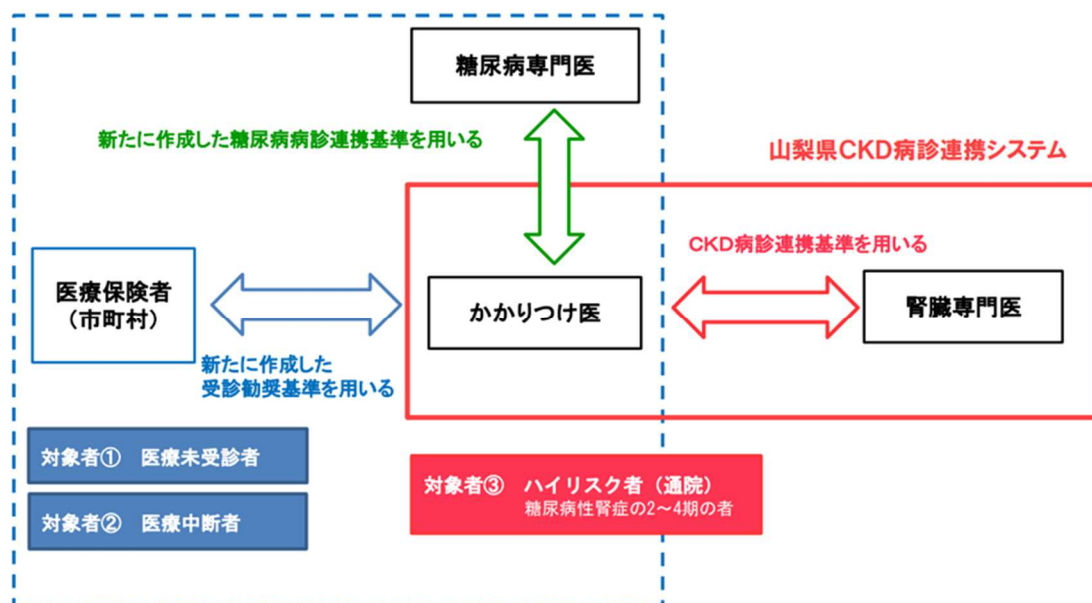 糖尿病専門医
新たに作成した糖尿病病診連携基準を用いる
山梨県CKD病診連携システム
CKD病診連携基準を用いる
医療保険者
（市町村）
かかりつけ医
腎臓専門医
新たに作成した
受診勧奨基準を用いる
対象者①　医療未受診者
対象者②　医療中断者
対象者③　ハイリスク者（通院）
糖尿病性腎症の2～4期の者